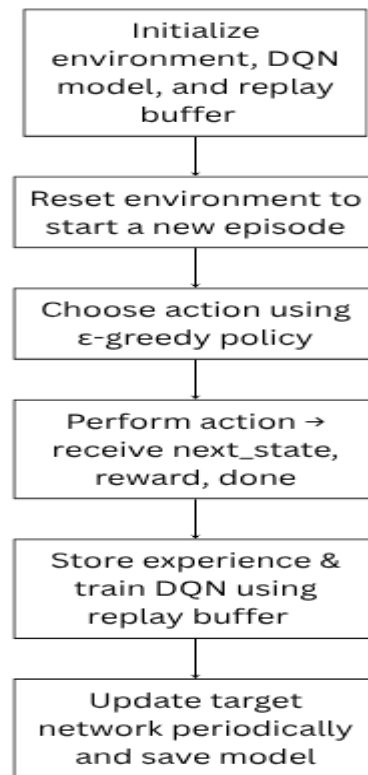 Initialize
environment, DQN
model, and replay
buffer
Reset environment to
start a new episode
Choose action using
ε-greedy policy
Perform action →
receive next_state,
reward, done
Store experience &
train DQN using
replay buffer
Update target
network periodically
and save model